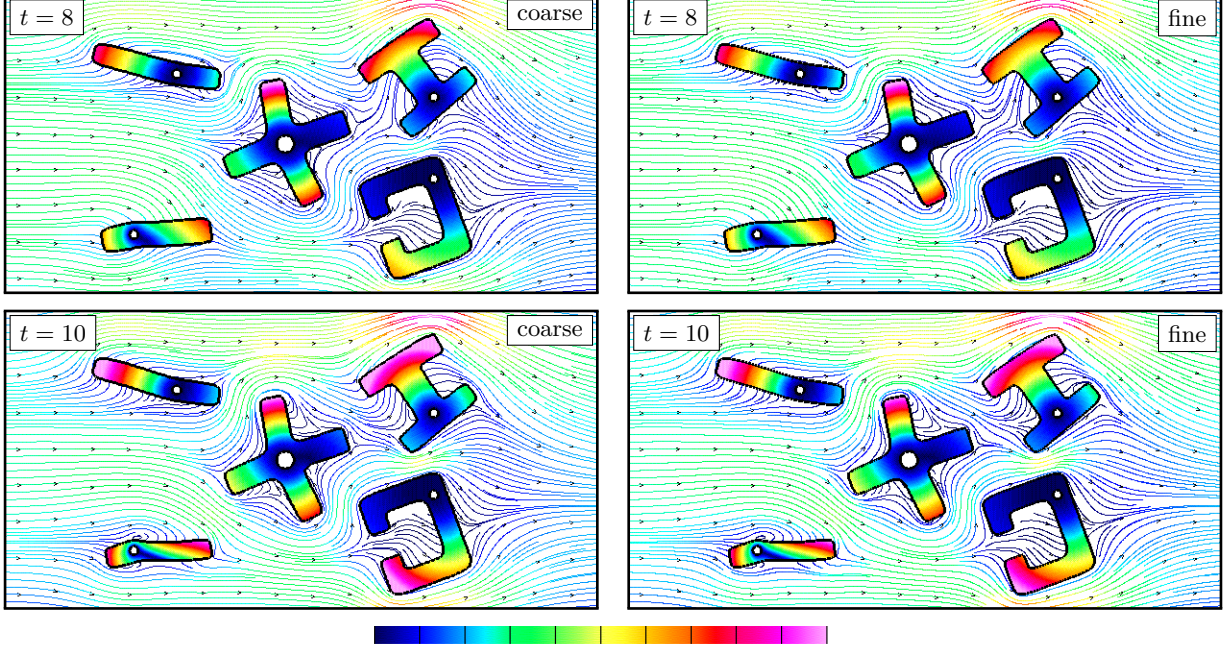 t = 8
coarse
t = 8
fine
t = 10
coarse
t = 10
fine